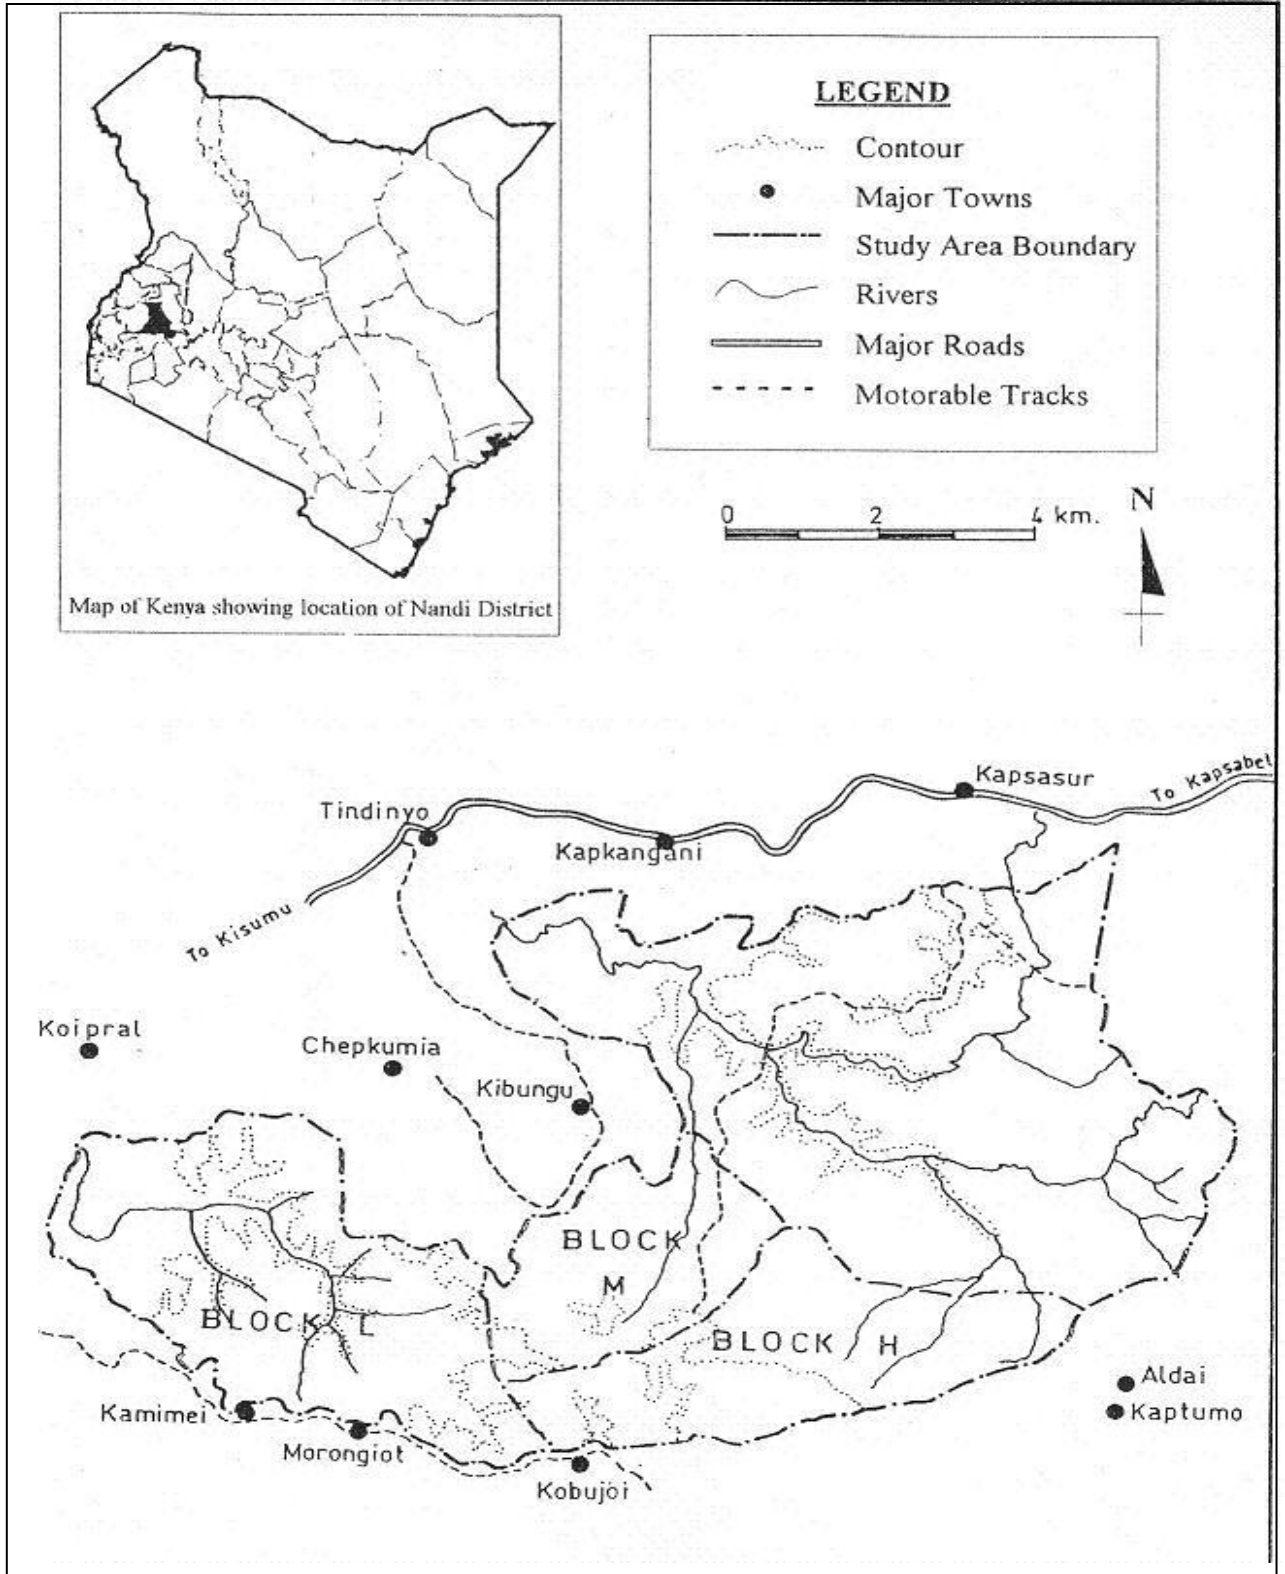 Map of Kenya showing location of Nandi District
LEGEND
Contour
Major Towns
Study Area Boundary
Rivers
Major Roads
Motorable Tracks
0 2 4 km.
N
Kapsasur
To Kapsabet
Tindinyo
Kapkangani
To Kisumu
Koipral
Chepkumia
Kibungu
BLOCK
M
BLOCK L
BLOCK H
Aldai
Kaptumo
Kamimei
Morongiot
Kobujoi